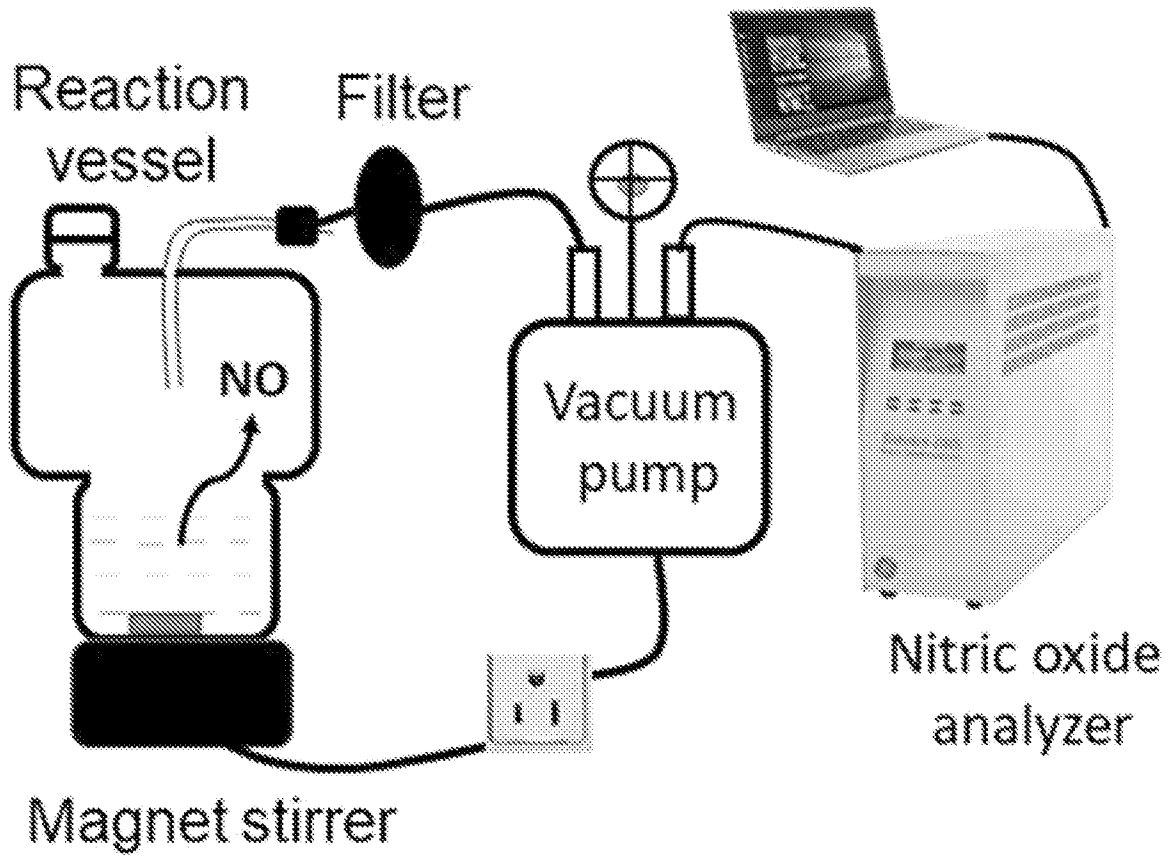 Reaction
vessel
Filter
NO
Vacuum
pump
Nitric oxide
analyzer
Magnet stirrer